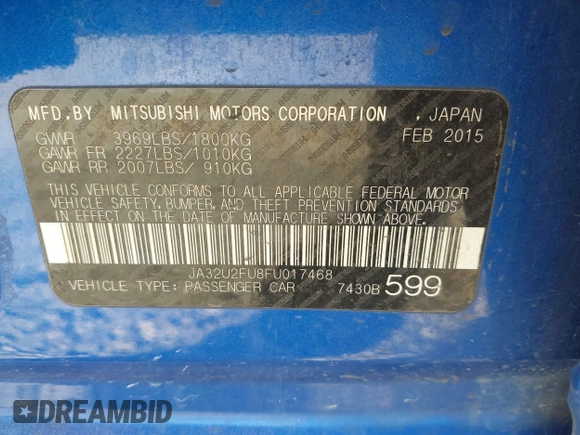 MFD.BY MITSUBISHI MOTORS CORPORATION , JAPAN
GVWR 3969LBS/1800KG FEB 2015
GAWR FR 2227LBS/1010KG
GAWR RR 2007LBS/ 910KG
THIS VEHICLE CONFORMS TO ALL APPLICABLE FEDERAL MOTOR
VEHICLE SAFETY, BUMPER, AND THEFT PREVENTION STANDARDS
IN EFFECT ON THE DATE OF MANUFACTURE SHOWN ABOVE.
JA32U2FU8FU017468
VEHICLE TYPE: PASSENGER CAR 7430B 599
DREAMBID